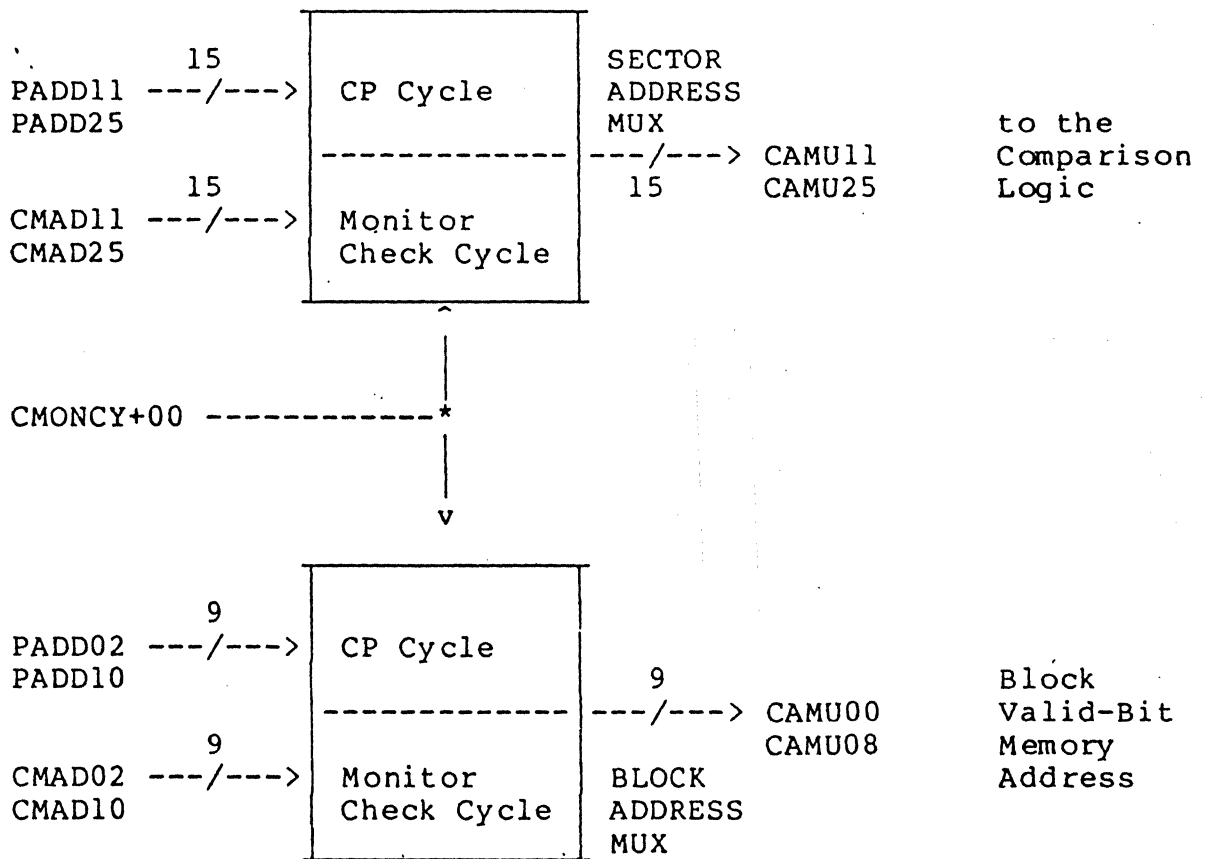 15 SECTOR
PADD11 ---/---> CP Cycle ADDRESS
PADD25 MUX to the
------------- ---/---> CAMU11 Comparison
15 15 CAMU25 Logic
CMAD11 ---/---> Monitor
CMAD25 Check Cycle
^
CMONCY+00 ------------*
v
9
PADD02 ---/---> CP Cycle
PADD10 9 Block
------------- ---/---> CAMU00 Valid-Bit
9 CAMU08 Memory
CMAD02 ---/---> Monitor BLOCK Address
CMAD10 Check Cycle ADDRESS
MUX